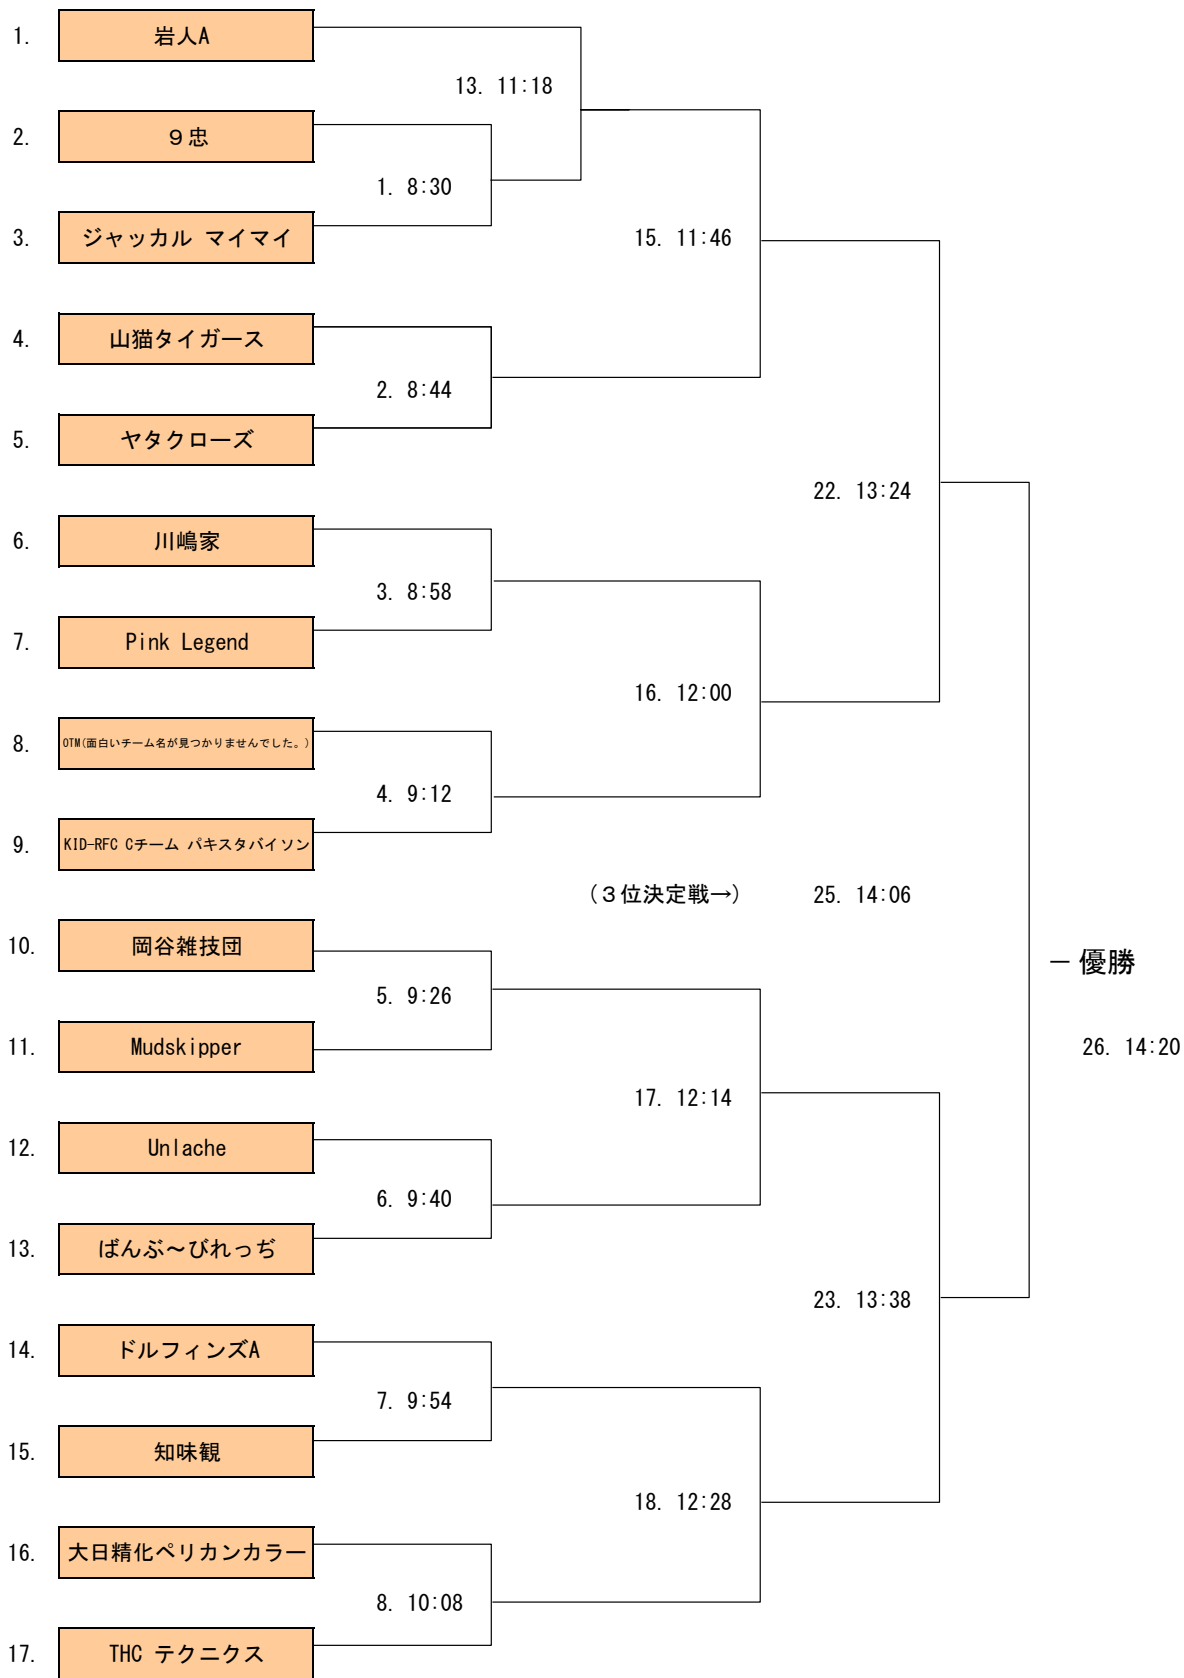 1. 岩人A
13. 11:18
2. ９忠
1. 8:30
3. ジャッカル マイマイ
15. 11:46
4. 山猫タイガース
2. 8:44
5. ヤタクローズ
22. 13:24
6. 川嶋家
3. 8:58
7. Pink Legend
16. 12:00
8. OTM(面白いチーム名が見つかりませんでした。)
4. 9:12
9. KID-RFC Cチーム パキスタバイソン
(３位決定戦→) 25. 14:06
10. 岡谷雑技団
－ 優勝
5. 9:26
11. Mudskipper
26. 14:20
17. 12:14
12. Unlache
6. 9:40
13. ばんぶ～びれっぢ
23. 13:38
14. ドルフィンズA
7. 9:54
15. 知味観
18. 12:28
16. 大日精化ペリカンカラー
8. 10:08
17. THC テクニクス